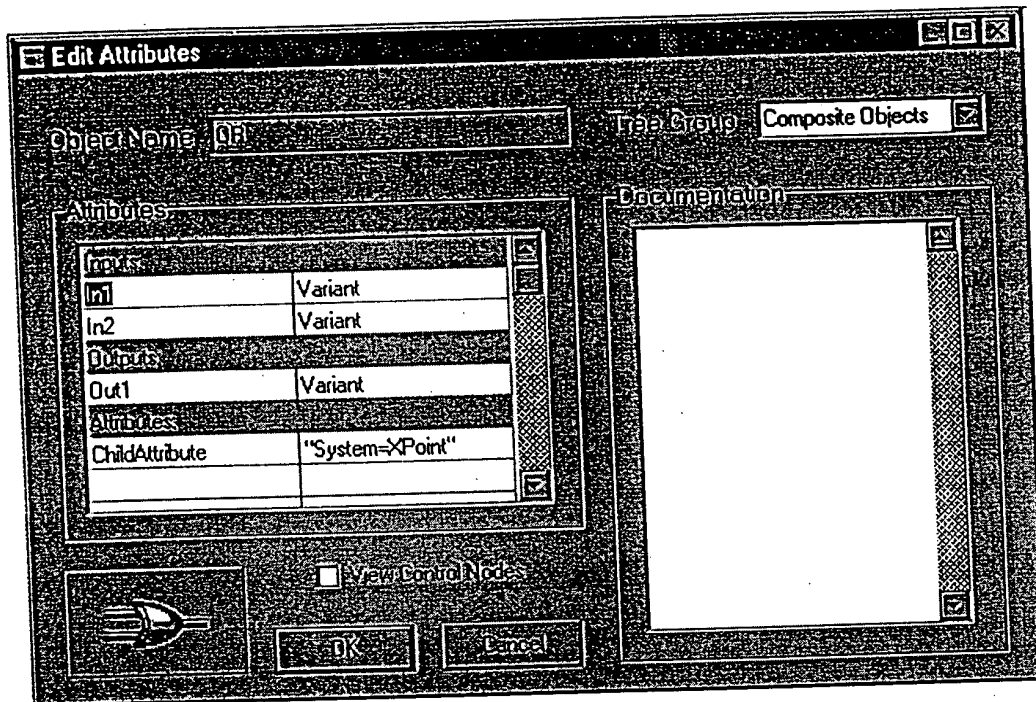 Edit Attributes
Object Name OR
Tree Group Composite Objects
Attributes
Inputs:
In1 Variant
In2 Variant
Outputs:
Out1 Variant
Attributes:
ChildAttribute "System=XPoint"
Documentation
View Control Nodes
OK Cancel